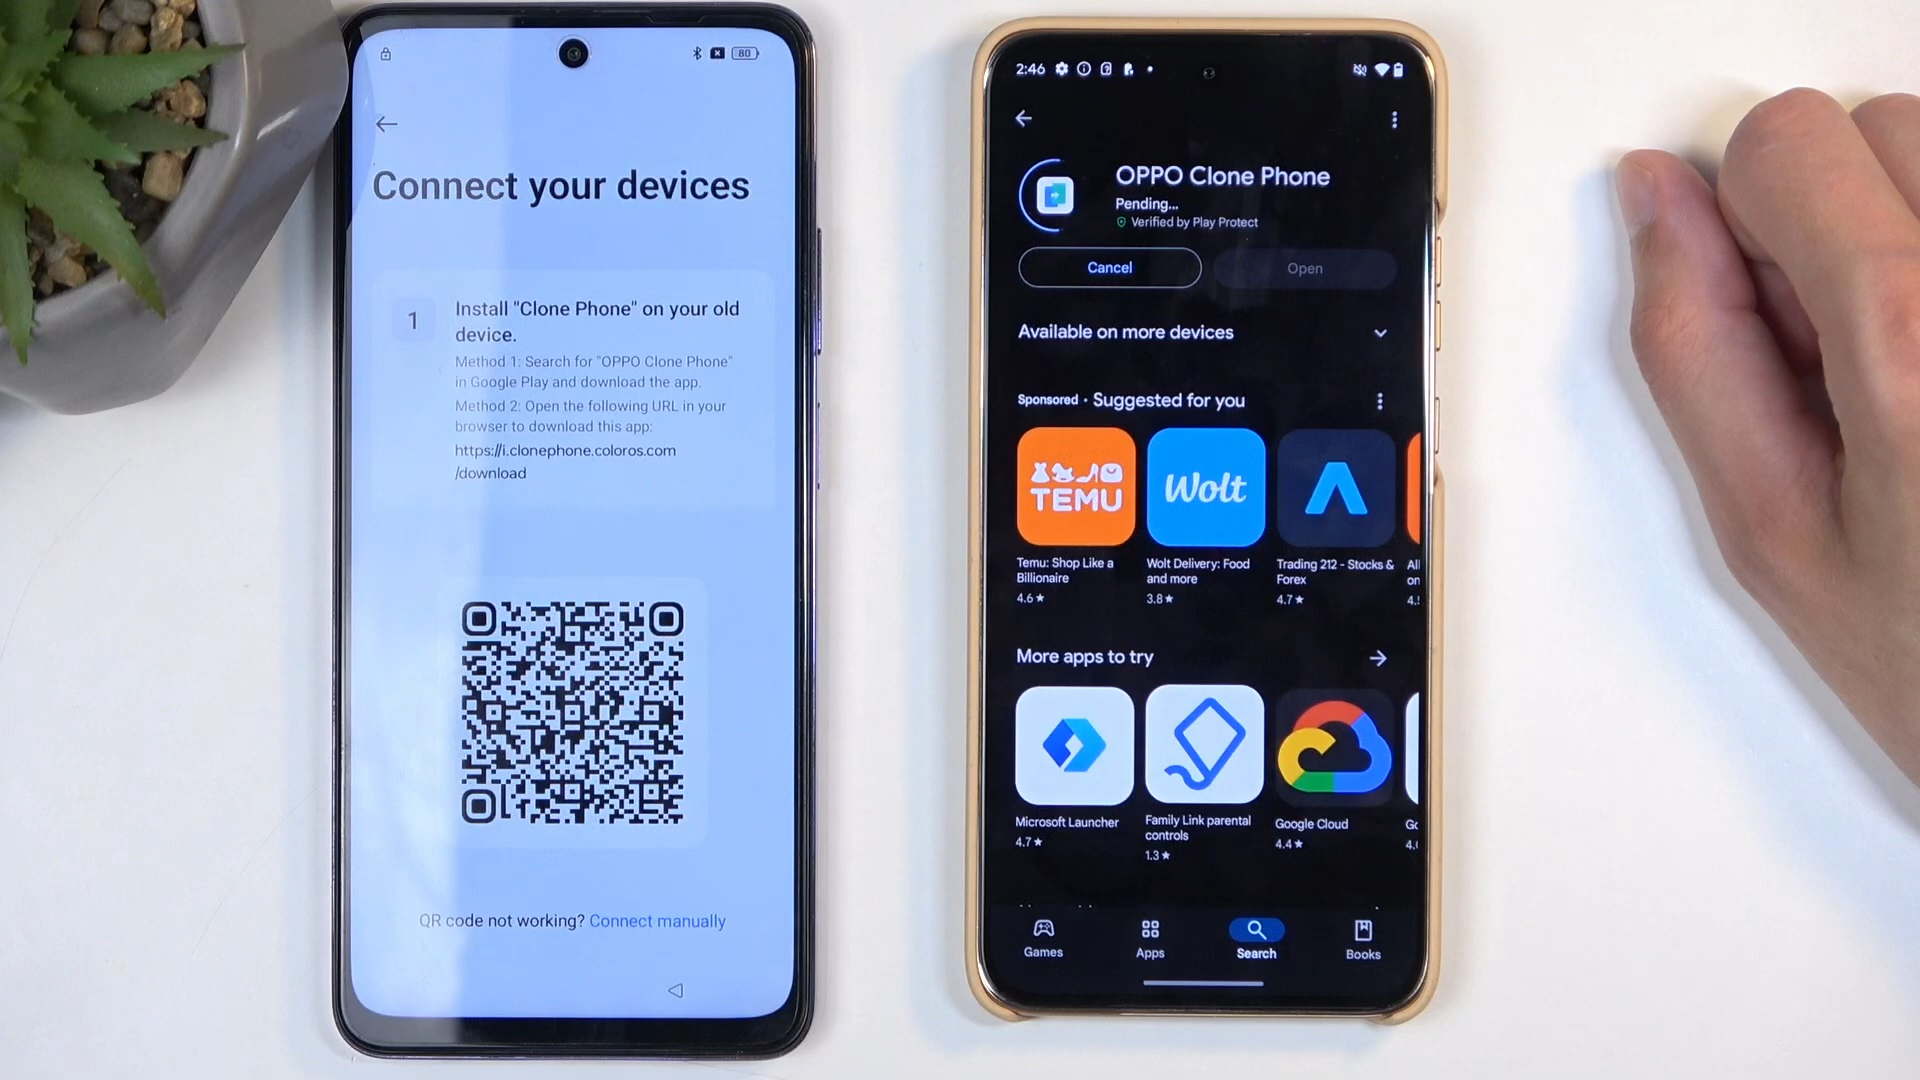 80
Connect your devices
1
Install "Clone Phone" on your old
device.
Method 1: Search for "OPPO Clone Phone"
in Google Play and download the app.
Method 2: Open the following URL in your
browser to download this app:
https://i.clonephone.coloros.com
/download
QR code not working? Connect manually
2:46
OPPO Clone Phone
Pending...
Verified by Play Protect
Cancel
Open
Available on more devices
Sponsored • Suggested for you
TEMU
Wolt
Temu: Shop Like a
Billionaire
4.6★
Wolt Delivery: Food
and more
3.8★
Trading 212 - Stocks &
Forex
4.7★
More apps to try
Microsoft Launcher
4.7★
Family Link parental
controls
1.3★
Google Cloud
4.4★
Games
Apps
Search
Books